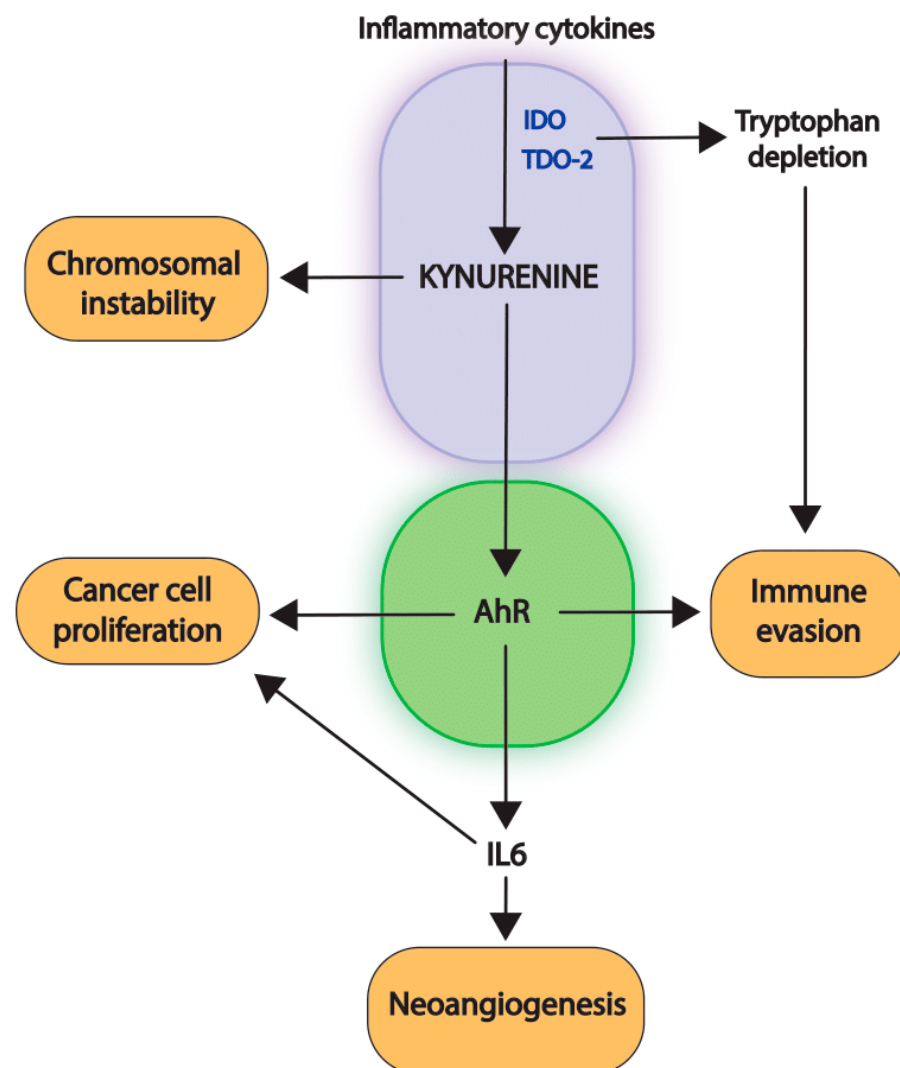 Inflammatory cytokines
IDO
TDO-2
Tryptophan
depletion
Chromosomal
instability
KYNURENINE
Cancer cell
proliferation
AhR
Immune
evasion
IL6
Neoangiogenesis